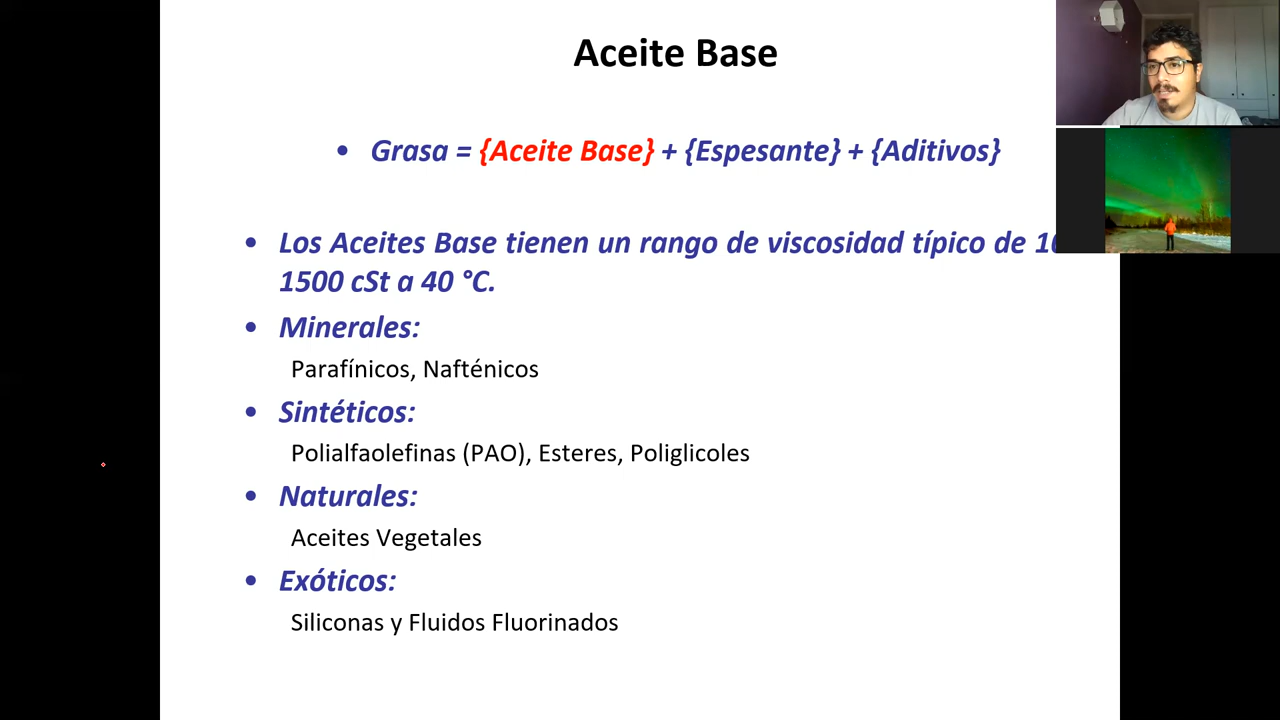 Aceite Base
• Grasa = {Aceite Base} + {Espesante} + {Aditivos}
• Los Aceites Base tienen un rango de viscosidad típico de
1500 cSt a 40 °C.
• Minerales:
Parafínicos, Nafténicos
• Sintéticos:
Polialfaolefinas (PAO), Esteres, Poliglicoles
• Naturales:
Aceites Vegetales
• Exóticos:
Siliconas y Fluidos Fluorinados